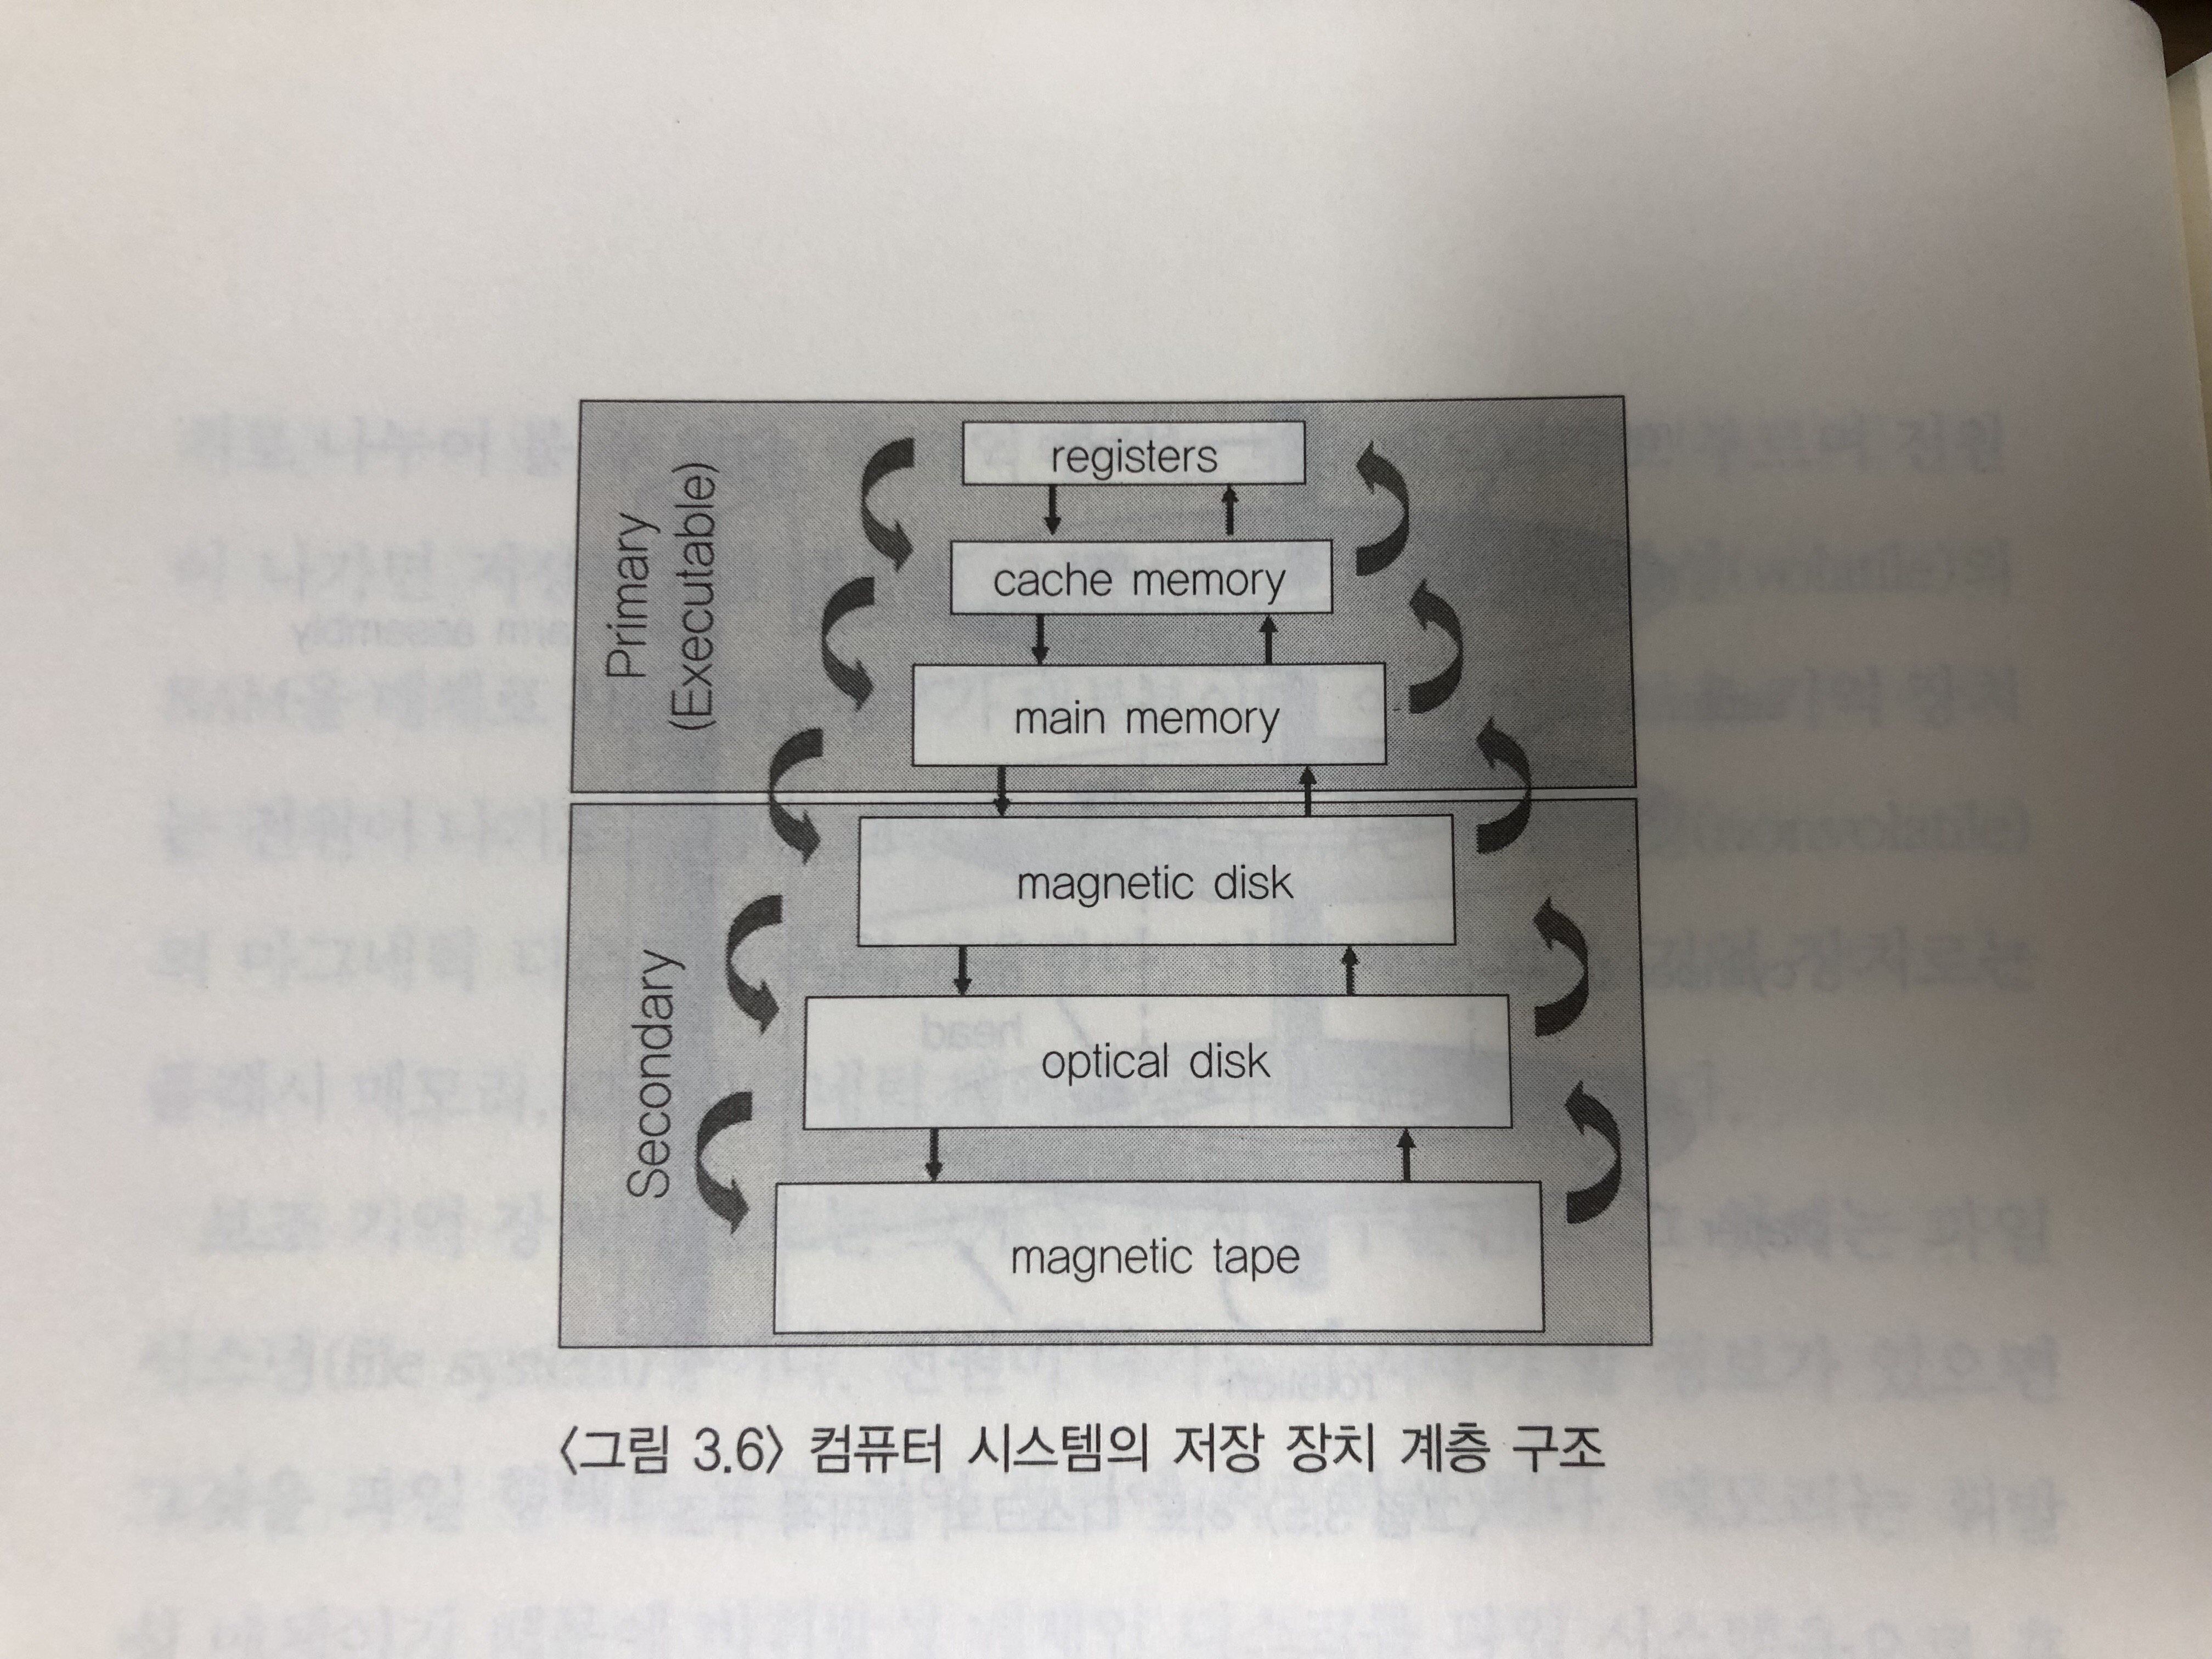 Primary
(Executable)
registers
cache memory
main memory
Secondary
magnetic disk
optical disk
magnetic tape
<그림 3.6> 컴퓨터 시스템의 저장 장치 계층 구조